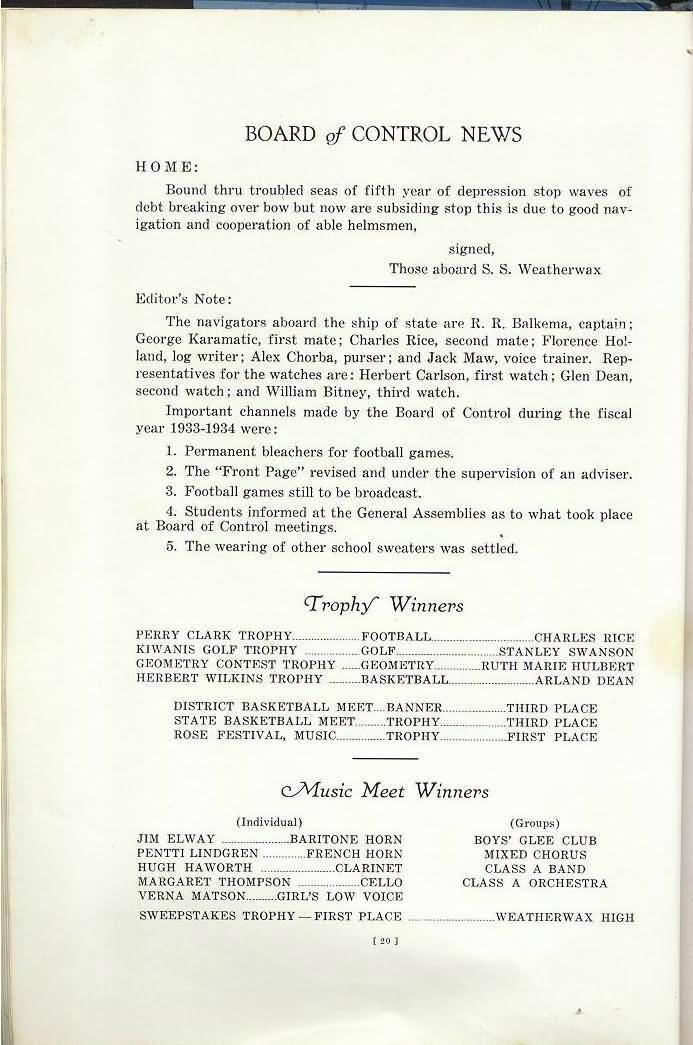 BOARD of CONTROL NEWS
HOME:
Bound thru troubled seas of fifth year of depression stop waves of
debt breaking over bow but now are subsiding stop this is due to good nav-
igation and cooperation of able helmsmen,
signed,
Those aboard S. S. Weatherwax
Editor's Note:
The navigators aboard the ship of state are R. R. Balkema, captain;
George Karamatic, first mate; Charles Rice, second mate; Florence Hol-
land, log writer; Alex Chorba, purser; and Jack Maw, voice trainer. Rep-
resentatives for the watches are: Herbert Carlson, first watch; Glen Dean,
second watch; and William Bitney, third watch.
Important channels made by the Board of Control during the fiscal
year 1933-1934 were:
1. Permanent bleachers for football games.
2. The "Front Page" revised and under the supervision of an adviser.
3. Football games still to be broadcast.
4. Students informed at the General Assemblies as to what took place
at Board of Control meetings.
5. The wearing of other school sweaters was settled.
Trophy Winners
PERRY CLARK TROPHY....................FOOTBALL...............................CHARLES RICE
KIWANIS GOLF TROPHY ................GOLF...............................STANLEY SWANSON
GEOMETRY CONTEST TROPHY ......GEOMETRY..............RUTH MARIE HULBERT
HERBERT WILKINS TROPHY ..........BASKETBALL..........................ARLAND DEAN
DISTRICT BASKETBALL MEET....BANNER...................THIRD PLACE
STATE BASKETBALL MEET..........TROPHY....................THIRD PLACE
ROSE FESTIVAL, MUSIC...............TROPHY....................FIRST PLACE
Music Meet Winners
(Individual) (Groups)
JIM ELWAY .....................BARITONE HORN BOYS' GLEE CLUB
PENTTI LINDGREN .............FRENCH HORN MIXED CHORUS
HUGH HAWORTH .......................CLARINET CLASS A BAND
MARGARET THOMPSON ...................CELLO CLASS A ORCHESTRA
VERNA MATSON..........GIRL'S LOW VOICE
SWEEPSTAKES TROPHY — FIRST PLACE ..........................WEATHERWAX HIGH
[ 20 ]